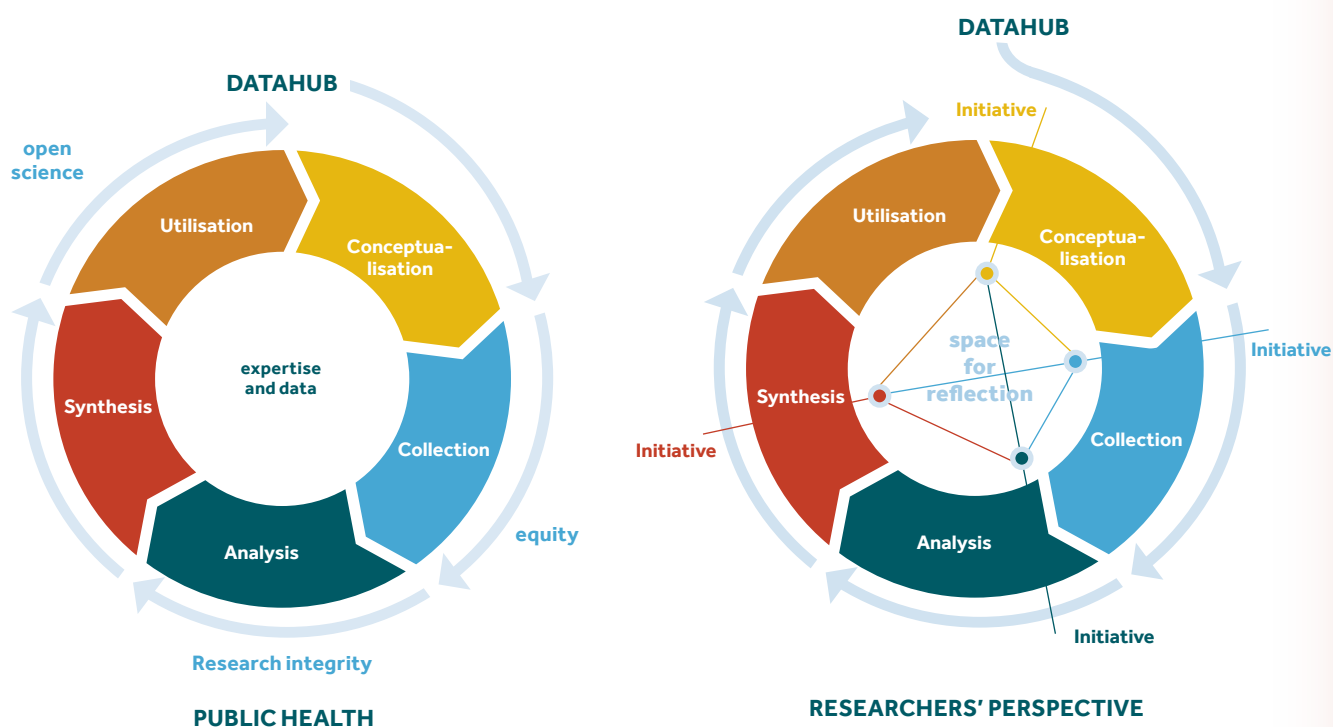 DATAHUB
open
science
Utilisation
Conceptua-
lisation
expertise
and data
Synthesis
Collection
Analysis
equity
Research integrity
PUBLIC HEALTH
DATAHUB
Initiative
Utilisation
Conceptua-
lisation
space
for
reflection
Initiative
Synthesis
Initiative
Collection
Analysis
Initiative
RESEARCHERS' PERSPECTIVE